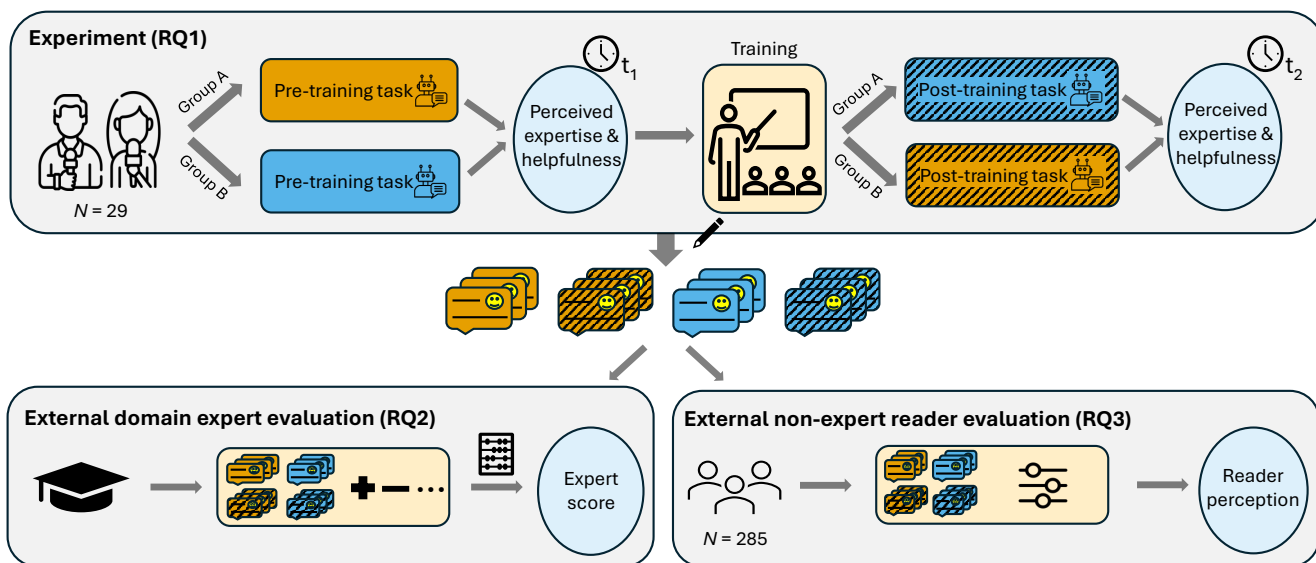 Experiment (RQ1)
Group A
Group B
N = 29
Pre-training task
Pre-training task
t1
Perceived
expertise &
helpfulness
Training
Group A
Group B
Post-training task
Post-training task
t2
Perceived
expertise &
helpfulness
External domain expert evaluation (RQ2)
Expert
score
External non-expert reader evaluation (RQ3)
N = 285
Reader
perception